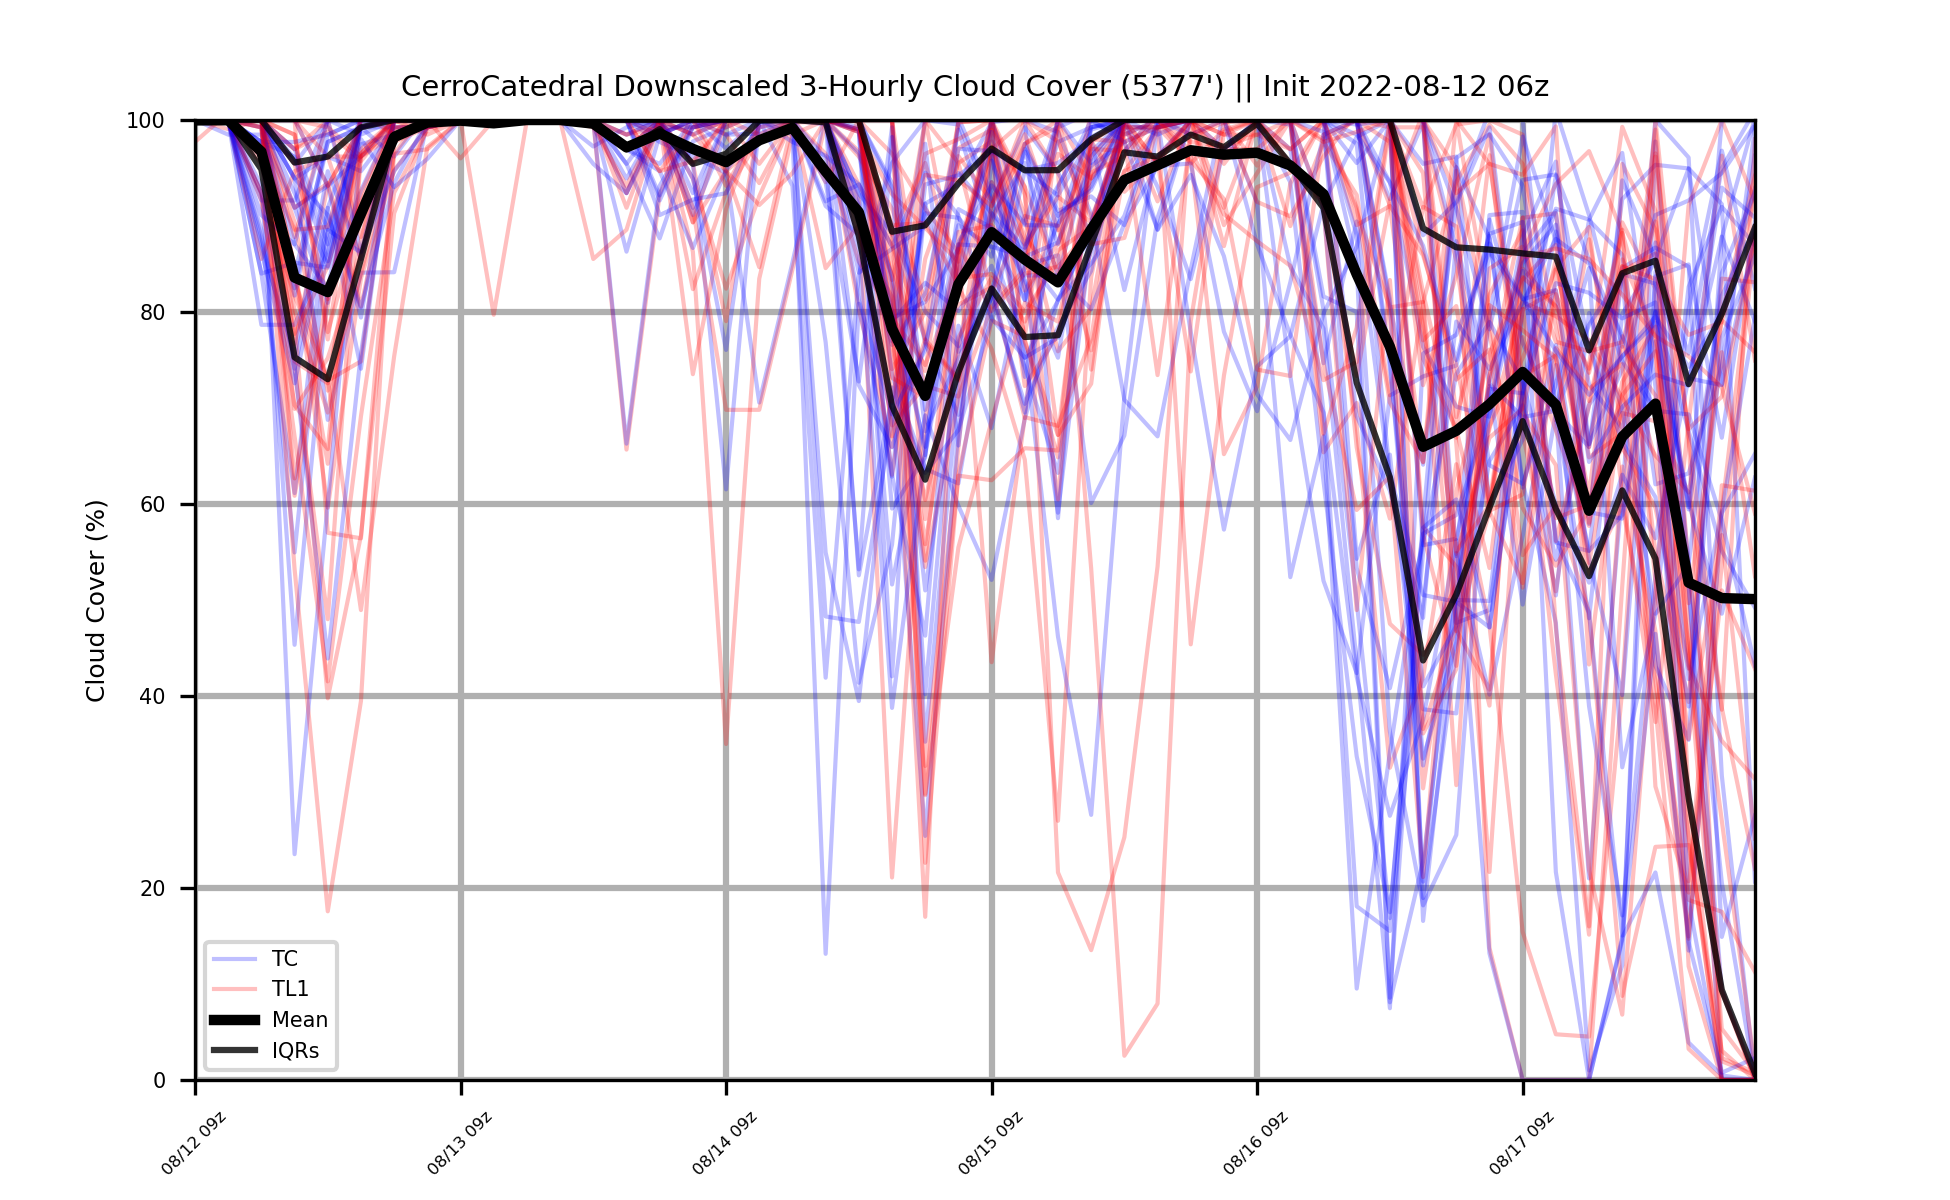 CerroCatedral Downscaled 3-Hourly Cloud Cover (5377') || Init 2022-08-12 06z
Cloud Cover (%)
100
80
60
40
20
0
TC
TL1
Mean
IQRs
08/12 09z
08/13 09z
08/14 09z
08/15 09z
08/16 09z
08/17 09z